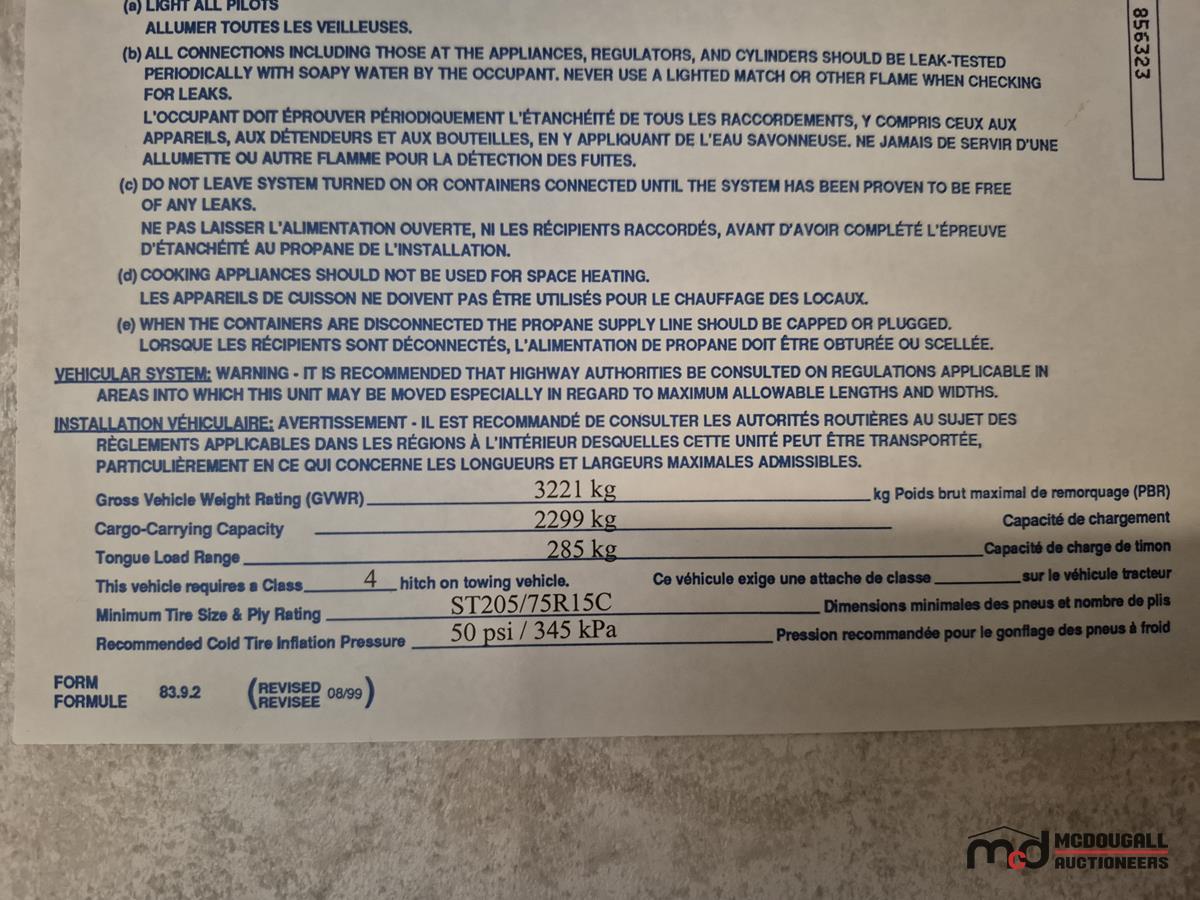 (a) LIGHT ALL PILOTS
ALLUMER TOUTES LES VEILLEUSES.
(b) ALL CONNECTIONS INCLUDING THOSE AT THE APPLIANCES, REGULATORS, AND CYLINDERS SHOULD BE LEAK-TESTED
PERIODICALLY WITH SOAPY WATER BY THE OCCUPANT. NEVER USE A LIGHTED MATCH OR OTHER FLAME WHEN CHECKING
FOR LEAKS.
L'OCCUPANT DOIT ÉPROUVER PÉRIODIQUEMENT L'ÉTANCHÉITÉ DE TOUS LES RACCORDEMENTS, Y COMPRIS CEUX AUX
APPAREILS, AUX DÉTENDEURS ET AUX BOUTEILLES, EN Y APPLIQUANT DE L'EAU SAVONNEUSE. NE JAMAIS DE SERVIR D'UNE
ALLUMETTE OU AUTRE FLAMME POUR LA DÉTECTION DES FUITES.
(c) DO NOT LEAVE SYSTEM TURNED ON OR CONTAINERS CONNECTED UNTIL THE SYSTEM HAS BEEN PROVEN TO BE FREE
OF ANY LEAKS.
NE PAS LAISSER L'ALIMENTATION OUVERTE, NI LES RÉCIPIENTS RACCORDÉS, AVANT D'AVOIR COMPLÉTÉ L'ÉPREUVE
D'ÉTANCHÉITÉ AU PROPANE DE L'INSTALLATION.
(d) COOKING APPLIANCES SHOULD NOT BE USED FOR SPACE HEATING.
LES APPAREILS DE CUISSON NE DOIVENT PAS ÊTRE UTILISÉS POUR LE CHAUFFAGE DES LOCAUX.
(e) WHEN THE CONTAINERS ARE DISCONNECTED THE PROPANE SUPPLY LINE SHOULD BE CAPPED OR PLUGGED.
LORSQUE LES RÉCIPIENTS SONT DÉCONNECTÉS, L'ALIMENTATION DE PROPANE DOIT ÊTRE OBTURÉE OU SCELLÉE.
VEHICULAR SYSTEM: WARNING - IT IS RECOMMENDED THAT HIGHWAY AUTHORITIES BE CONSULTED ON REGULATIONS APPLICABLE IN
AREAS INTO WHICH THIS UNIT MAY BE MOVED ESPECIALLY IN REGARD TO MAXIMUM ALLOWABLE LENGTHS AND WIDTHS.
INSTALLATION VÉHICULAIRE: AVERTISSEMENT - IL EST RECOMMANDÉ DE CONSULTER LES AUTORITÉS ROUTIÈRES AU SUJET DES
RÈGLEMENTS APPLICABLES DANS LES RÉGIONS À L'INTÉRIEUR DESQUELLES CETTE UNITÉ PEUT ÊTRE TRANSPORTÉE,
PARTICULIÈREMENT EN CE QUI CONCERNE LES LONGUEURS ET LARGEURS MAXIMALES ADMISSIBLES.
Gross Vehicle Weight Rating (GVWR) 3221 kg kg Poids brut maximal de remorquage (PBR)
Cargo-Carrying Capacity 2299 kg Capacité de chargement
Tongue Load Range 285 kg Capacité de charge de timon
This vehicle requires a Class 4 hitch on towing vehicle. Ce véhicule exige une attache de classe sur le véhicule tracteur
Minimum Tire Size & Ply Rating ST205/75R15C Dimensions minimales des pneus et nombre de plis
Recommended Cold Tire Inflation Pressure 50 psi / 345 kPa Pression recommandée pour le gonflage des pneus à froid
FORM
FORMULE 83.9.2 (REVISED
REVISEE 08/99)
856323
mcd MCDOUGALL
AUCTIONEERS